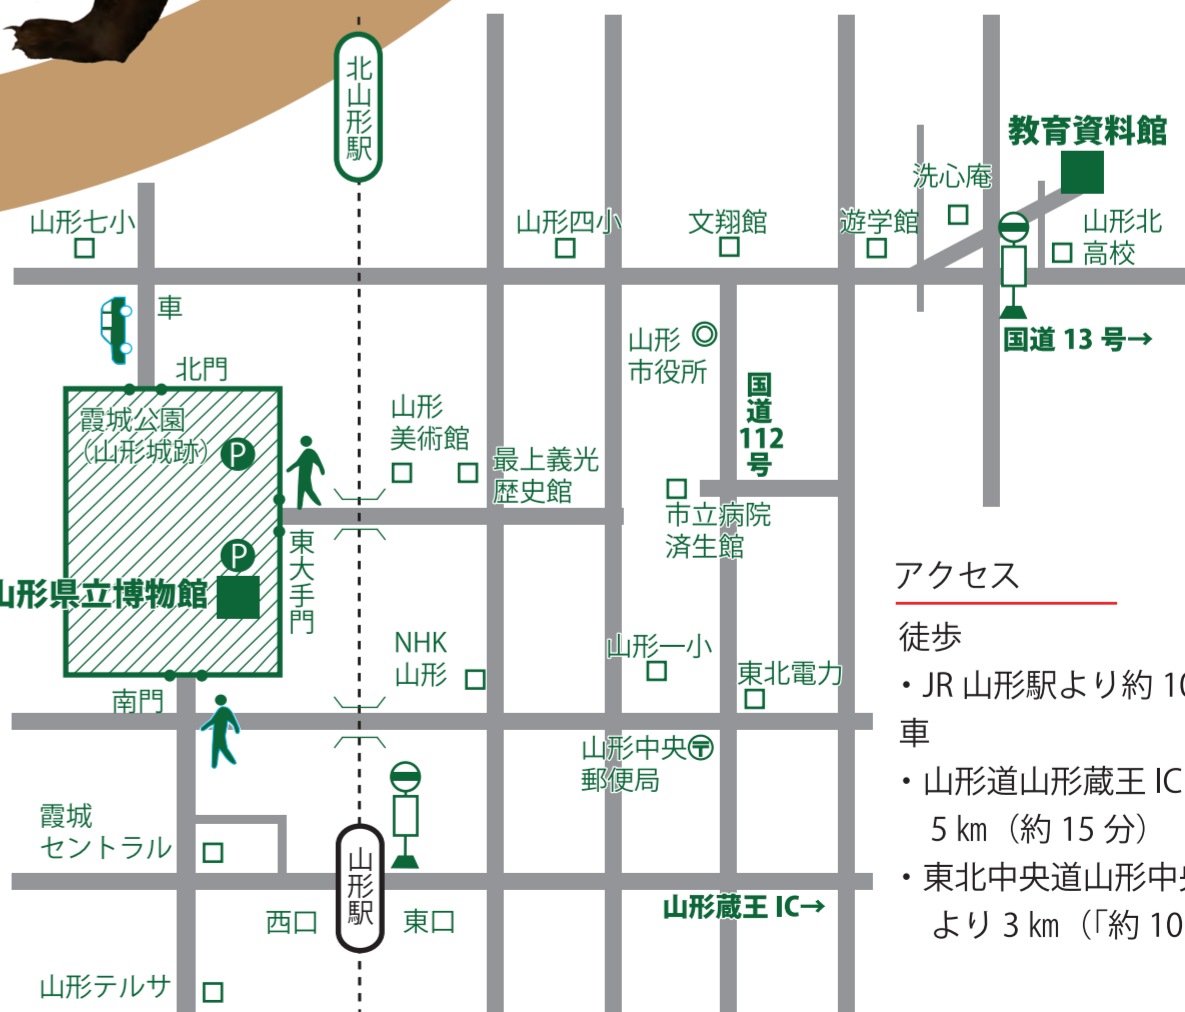 北山形駅
教育資料館
洗心庵
山形七小
山形四小
文翔館
遊学館
山形北
高校
車
国道 13 号→
山形
市役所
北門
国道112号
霞城公園
（山形城跡）
P
山形
美術館
最上義光
歴史館
市立病院
済生館
東大手門
P
山形県立博物館
アクセス
徒歩
・JR 山形駅より約 10
車
・山形道山形蔵王 IC
5 ㎞（約 15 分）
・東北中央道山形中央
より 3 ㎞（「約 10
NHK
山形
山形一小
東北電力
南門
山形中央〒
郵便局
霞城
セントラル
山形駅
西口
東口
山形蔵王 IC→
山形テルサ